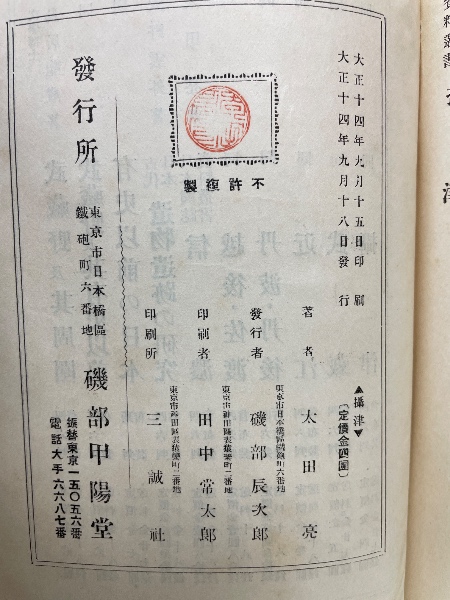 大正十四年九月十五日印刷
大正十四年九月十八日發行
▲攝津▼
〔定價金四圓〕
著者 太田亮
東京市日本橋區鐵砲町六番地
發行者 磯部辰次郎
東京市神田區表猿樂町二番地
印刷者 田中常太郎
東京市神田區表猿樂町二番地
印刷所 三誠社
不許複製
發行所
東京市日本橋區
鐵砲町六番地
磯部甲陽堂
振替東京一五〇五六番
電話大手六六八七番